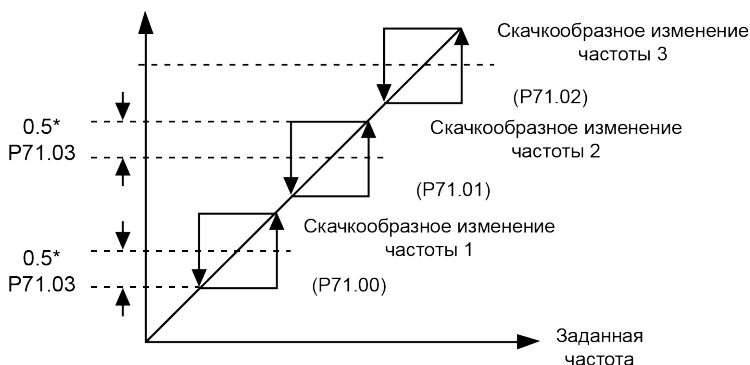 Скачкообразное изменение
частоты 3
(P71.02)
0.5*
P71.03
Скачкообразное изменение
частоты 2
(P71.01)
Скачкообразное изменение
частоты 1
0.5*
P71.03
(P71.00)
Заданная
частота